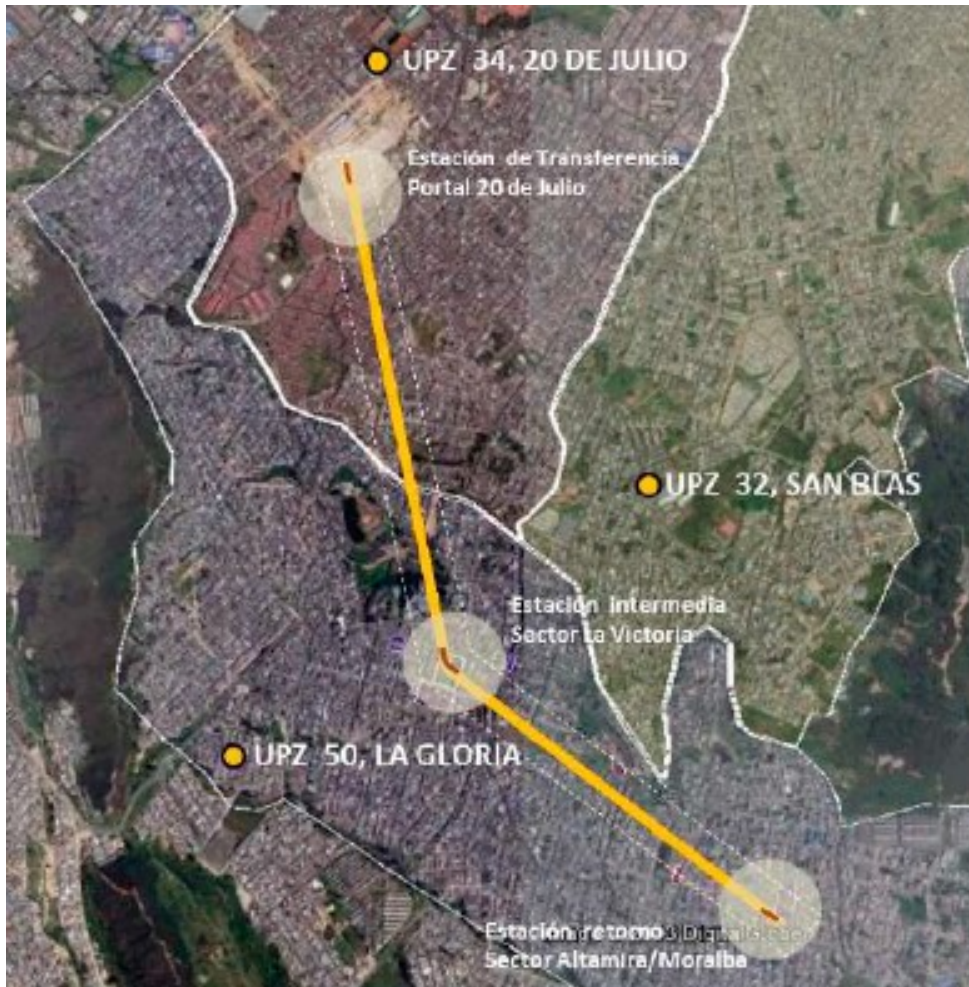 UPZ 34, 20 DE JULIO
Estación de Transferencia
Portal 20 de Julio
UPZ 32, SAN BLAS
Estación intermedia
Sector La Victoria
UPZ 50, LA GLORIA
Estación retorno
Sector Altamira/Moralba